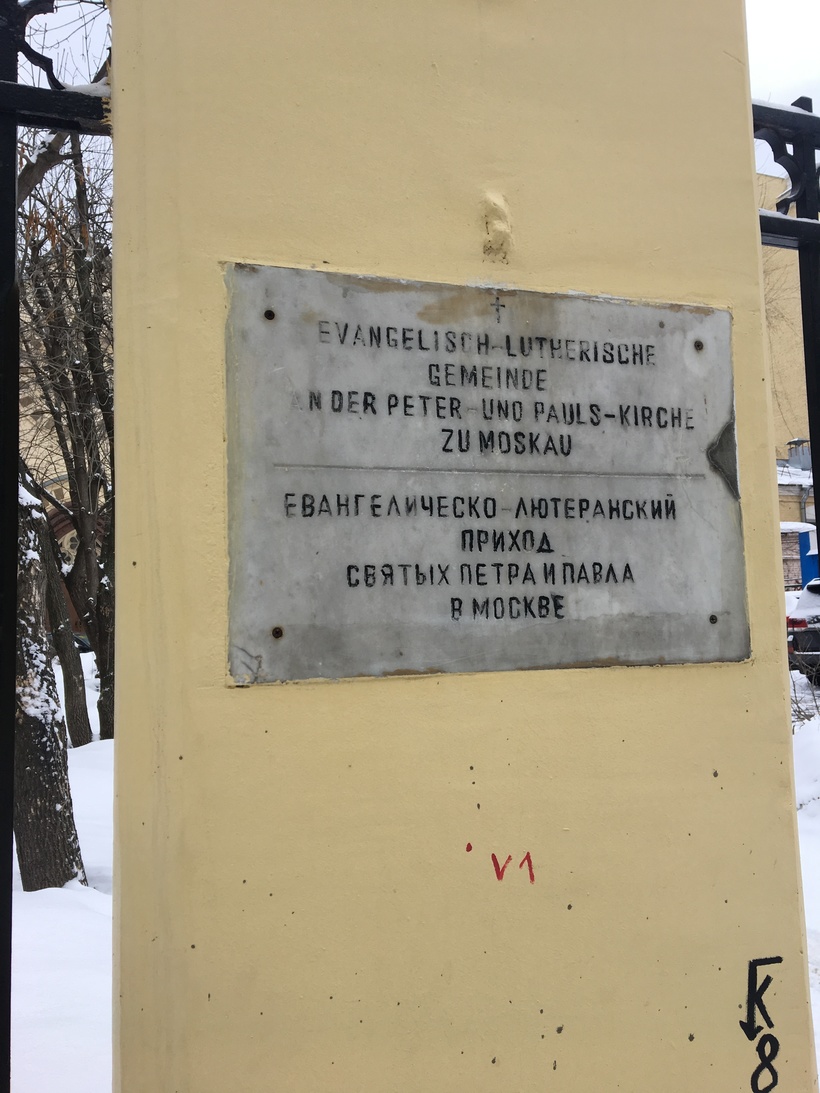 EVANGELISCH-LUTHERISCHE
GEMEINDE
AN DER PETER-UND PAULS-KIRCHE
ZU MOSKAU
ЕВАНГЕЛИЧЕСКО-ЛЮТЕРАНСКИЙ
ПРИХОД
СВЯТЫХ ПЕТРА И ПАВЛА
В МОСКВЕ
V1
К
8